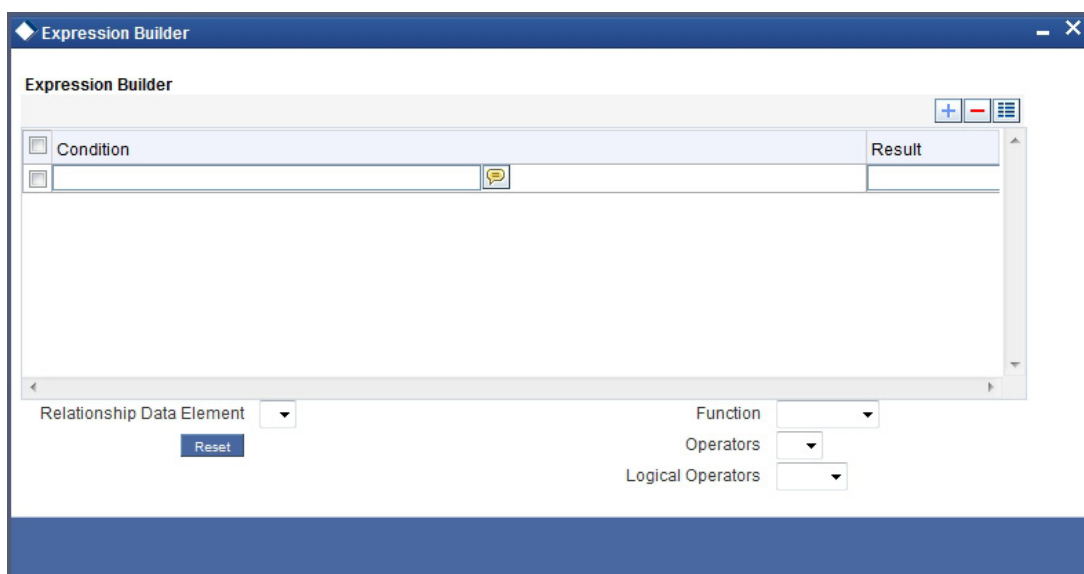 Expression Builder
Expression Builder
Condition Result
Relationship Data Element Function
Reset Operators
Logical Operators